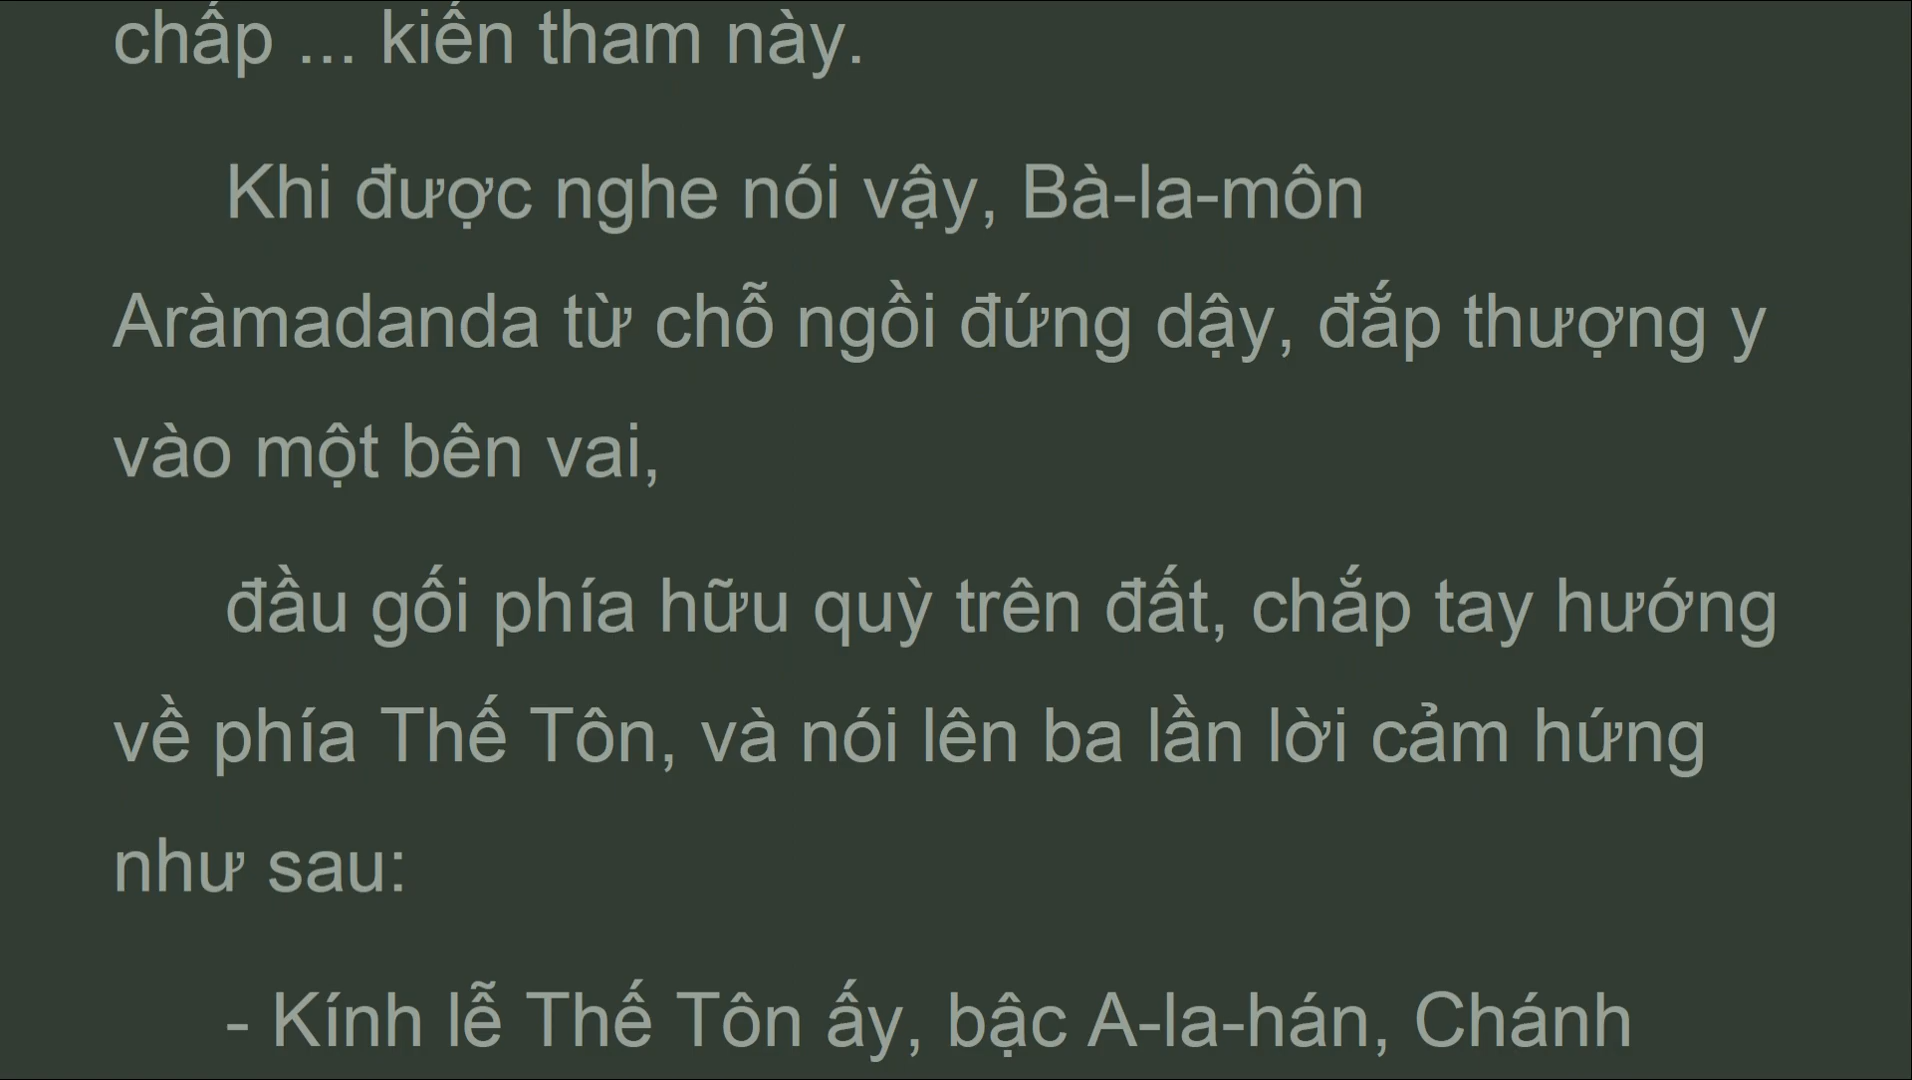 chấp ... kiến tham này.
Khi được nghe nói vậy, Bà-la-môn
Aràmadanda từ chỗ ngồi đứng dậy, đắp thượng y
vào một bên vai,
đầu gối phía hữu quỳ trên đất, chắp tay hướng
về phía Thế Tôn, và nói lên ba lần lời cảm hứng
như sau:
- Kính lễ Thế Tôn ấy, bậc A-la-hán, Chánh